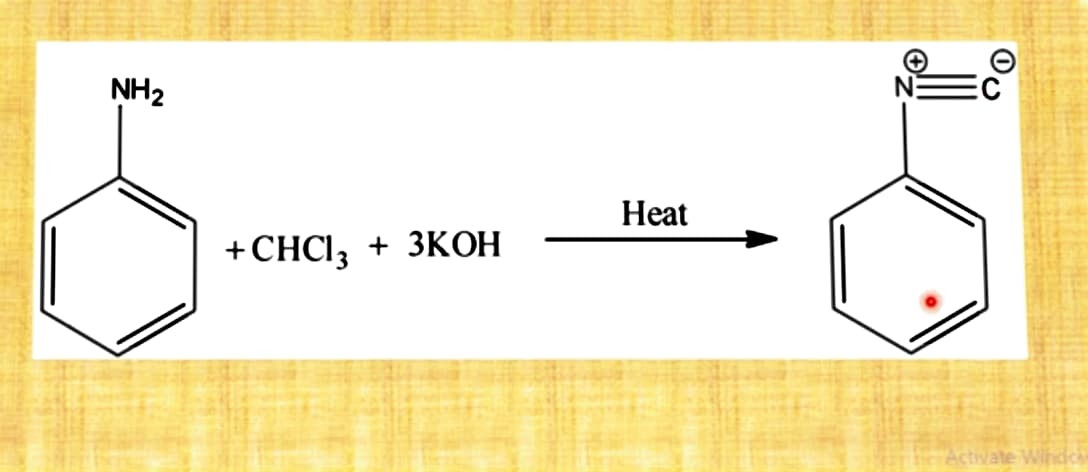 NH₂
N⊕≡C⊖
Heat
+ CHCl₃ + 3KOH
Activate Windo